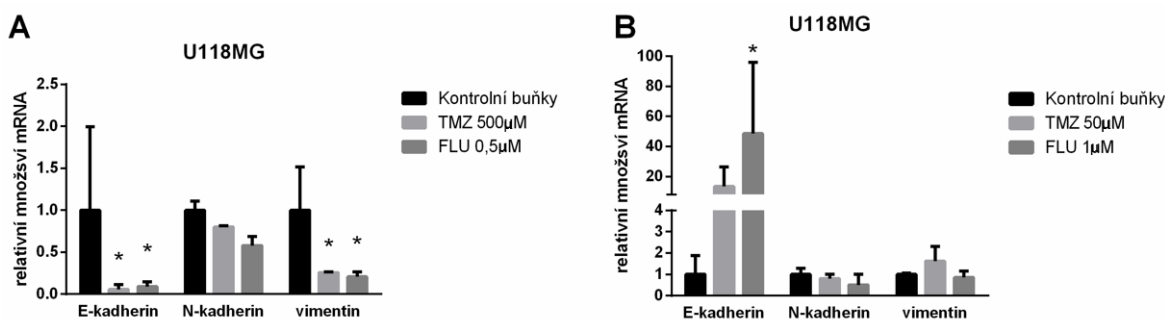 A
U118MG
relativní množsví mRNA
2.5
2.0
1.5
1.0
0.5
0.0
* * * *
E-kadherin N-kadherin vimentin
Kontrolní buňky
TMZ 500µM
FLU 0,5µM
B
U118MG
relativní množsví mRNA
100
80
60
40
20
4
3
2
1
0
*
E-kadherin N-kadherin vimentin
Kontrolní buňky
TMZ 50µM
FLU 1µM